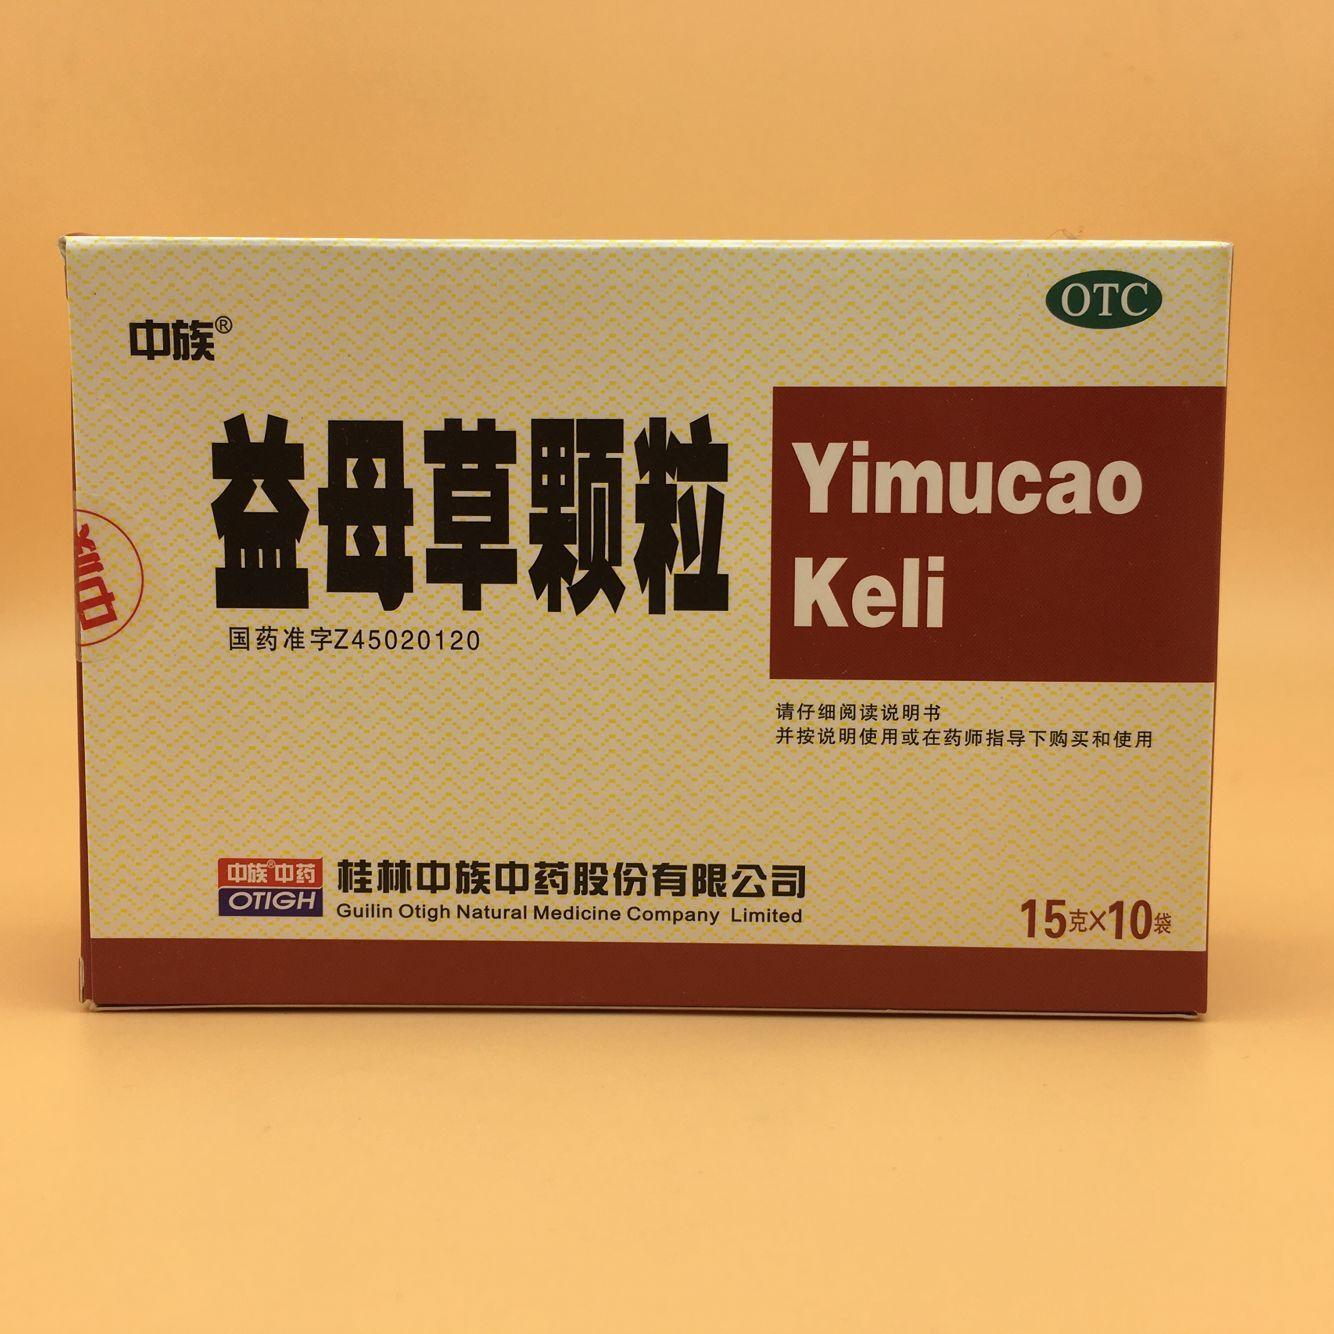 中族®
OTC
益母草颗粒
Yimucao
Keli
国药准字Z45020120
请仔细阅读说明书
并按说明使用或在药师指导下购买和使用
中族®中药
OTIGH
桂林中族中药股份有限公司
Guilin Otigh Natural Medicine Company Limited
15克×10袋